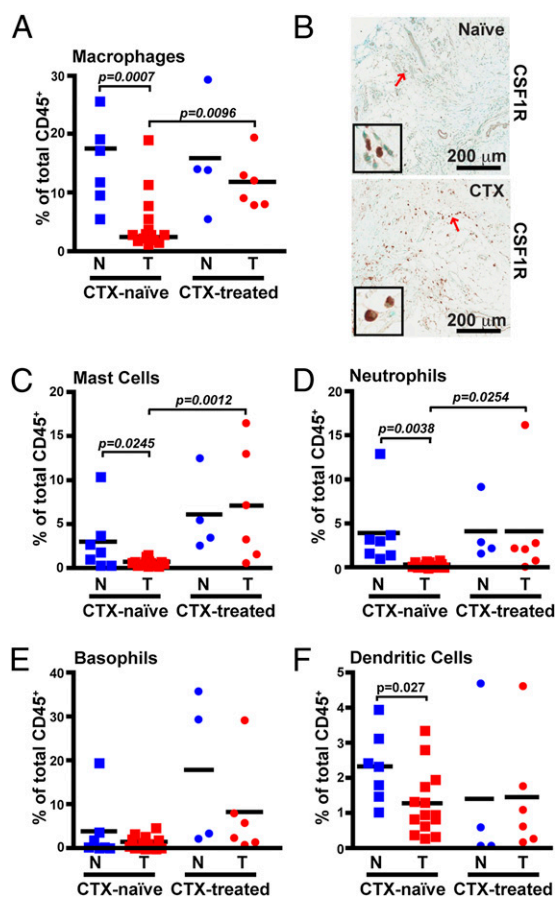 A
Macrophages
% of total CD45+
30
20
10
0
p=0.0007
p=0.0096
N T N T
CTX-naïve CTX-treated
B
Naïve
CSF1R
200 µm
CTX
CSF1R
200 µm
C
Mast Cells
% of total CD45+
20
15
10
5
0
p=0.0012
p=0.0245
N T N T
CTX-naïve CTX-treated
D
Neutrophils
% of total CD45+
20
15
10
5
0
p=0.0254
p=0.0038
N T N T
CTX-naïve CTX-treated
E
Basophils
% of total CD45+
40
30
20
10
0
N T N T
CTX-naïve CTX-treated
F
Dendritic Cells
% of total CD45+
5
4
3
2
1
0
p=0.027
N T N T
CTX-naïve CTX-treated